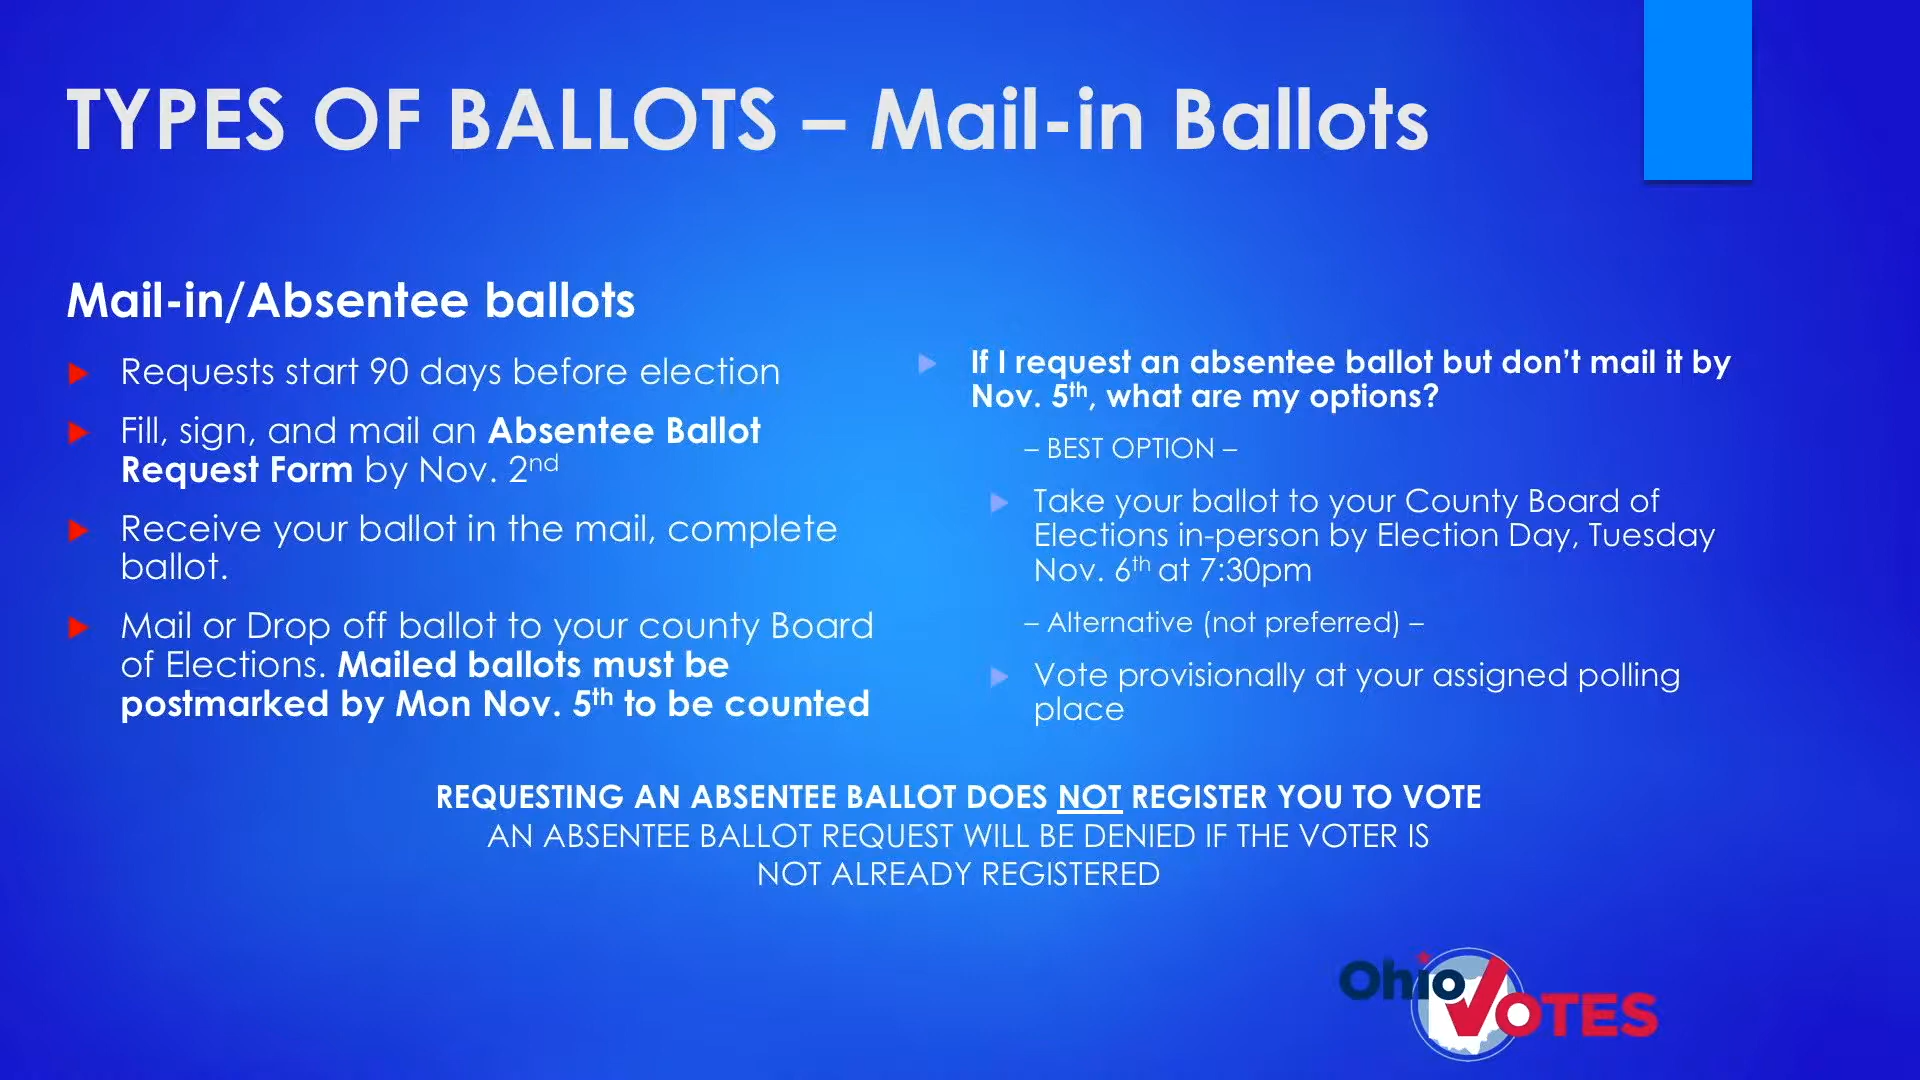 TYPES OF BALLOTS – Mail-in Ballots
Mail-in/Absentee ballots
Requests start 90 days before election
Fill, sign, and mail an Absentee Ballot
Request Form by Nov. 2nd
Receive your ballot in the mail, complete
ballot.
Mail or Drop off ballot to your county Board
of Elections. Mailed ballots must be
postmarked by Mon Nov. 5th to be counted
If I request an absentee ballot but don’t mail it by
Nov. 5th, what are my options?
– BEST OPTION –
Take your ballot to your County Board of
Elections in-person by Election Day, Tuesday
Nov. 6th at 7:30pm
– Alternative (not preferred) –
Vote provisionally at your assigned polling
place
REQUESTING AN ABSENTEE BALLOT DOES NOT REGISTER YOU TO VOTE
AN ABSENTEE BALLOT REQUEST WILL BE DENIED IF THE VOTER IS
NOT ALREADY REGISTERED
Ohio
VOTES